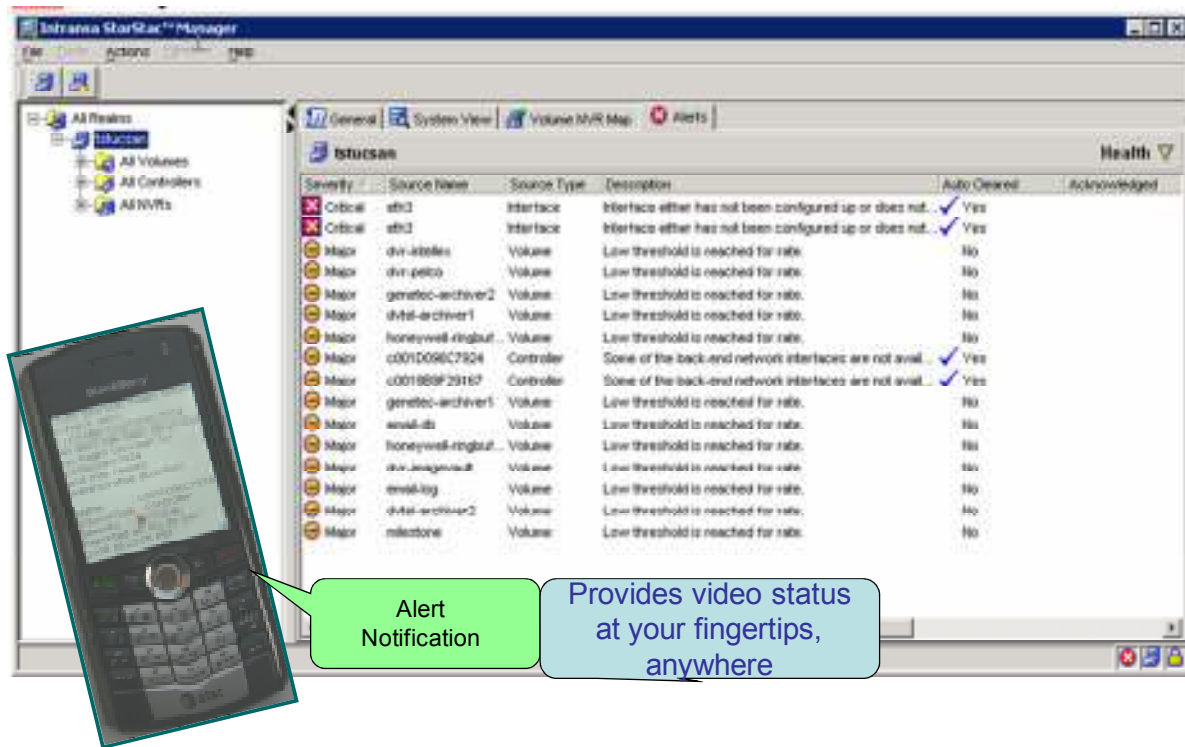 Intransa StorStac™ Manager
File Actions Help
All Realms
tstucsan
All Volumes
All Controllers
All NVRs
General System View Volume NVR Map Alerts
tstucsan Health
Severity Source Name Source Type Description Auto Cleared Acknowledged
Critical eth3 Interface Interface either has not been configured up or does not... Yes
Critical eth3 Interface Interface either has not been configured up or does not... Yes
Major dvr-intellex Volume Low threshold is reached for rate. No
Major dvr-pelco Volume Low threshold is reached for rate. No
Major genetec-archiver2 Volume Low threshold is reached for rate. No
Major dvtel-archiver1 Volume Low threshold is reached for rate. No
Major honeywell-ringbuf... Volume Low threshold is reached for rate. No
Major Controller Some of the back-end network interfaces are not avail... Yes
Major Controller Some of the back-end network interfaces are not avail... Yes
Major genetec-archiver1 Volume Low threshold is reached for rate. No
Major email-db Volume Low threshold is reached for rate. No
Major honeywell-ringbuf... Volume Low threshold is reached for rate. No
Major dvr-imagevault Volume Low threshold is reached for rate. No
Major email-log Volume Low threshold is reached for rate. No
Major dvtel-archiver2 Volume Low threshold is reached for rate. No
Major milestone Volume Low threshold is reached for rate. No
BlackBerry
at&t
Alert
Notification
Provides video status
at your fingertips,
anywhere